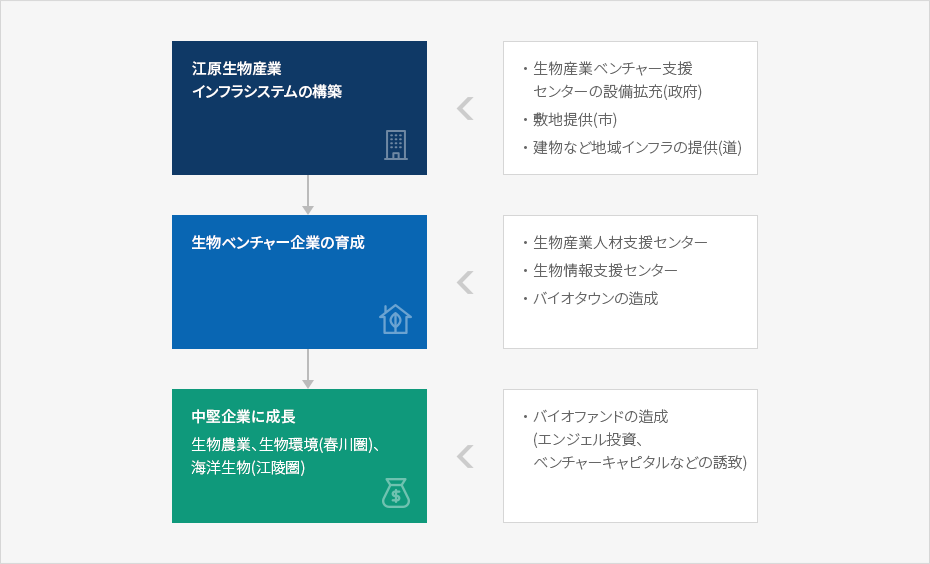 江原生物産業
インフラシステムの構築
・生物産業ベンチャー支援
センターの設備拡充(政府)
・敷地提供(市)
・建物など地域インフラの提供(道)
生物ベンチャー企業の育成
・生物産業人材支援センター
・生物情報支援センター
・バイオタウンの造成
中堅企業に成長
生物農業、生物環境(春川圏)、
海洋生物(江陵圏)
$
・バイオファンドの造成
(エンジェル投資、
ベンチャーキャピタルなどの誘致)